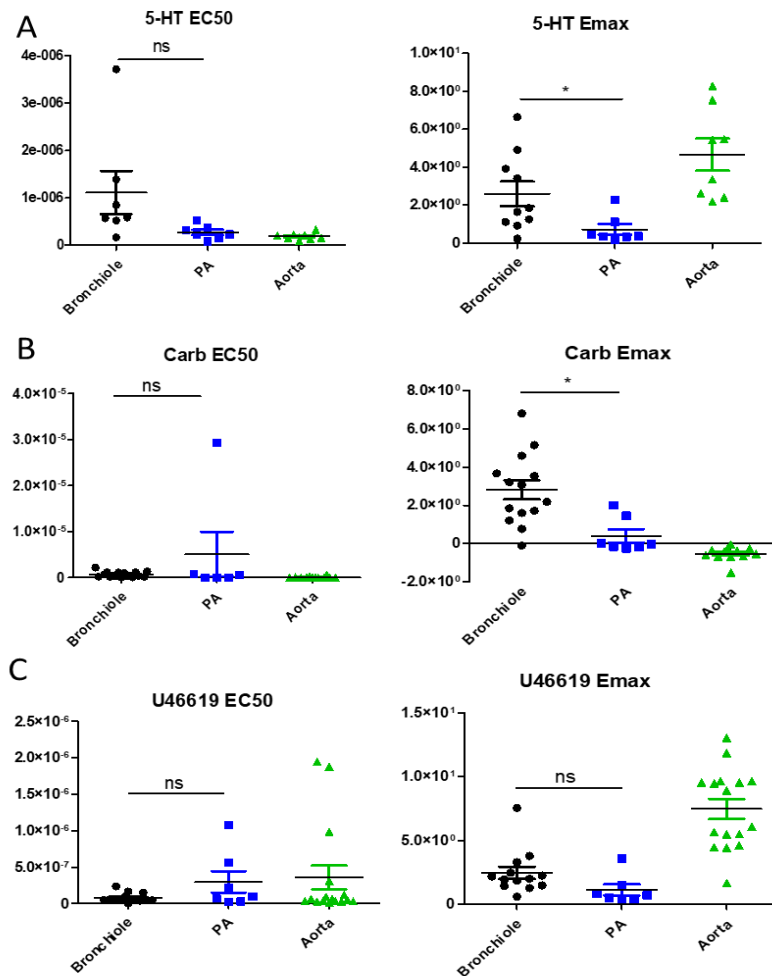 A
5-HT EC50
4e-006
3e-006
2e-006
1e-006
0
ns
Bronchiole
PA
Aorta
5-HT Emax
1.0×10¹
8.0×10⁰
6.0×10⁰
4.0×10⁰
2.0×10⁰
0
*
Bronchiole
PA
Aorta
B
Carb EC50
4.0×10⁻⁵
3.0×10⁻⁵
2.0×10⁻⁵
1.0×10⁻⁵
0
ns
Bronchiole
PA
Aorta
Carb Emax
8.0×10⁰
6.0×10⁰
4.0×10⁰
2.0×10⁰
0
-2.0×10⁰
*
Bronchiole
PA
Aorta
C
U46619 EC50
2.5×10⁻⁶
2.0×10⁻⁶
1.5×10⁻⁶
1.0×10⁻⁶
5.0×10⁻⁷
0
ns
Bronchiole
PA
Aorta
U46619 Emax
1.5×10¹
1.0×10¹
5.0×10⁰
0
ns
Bronchiole
PA
Aorta